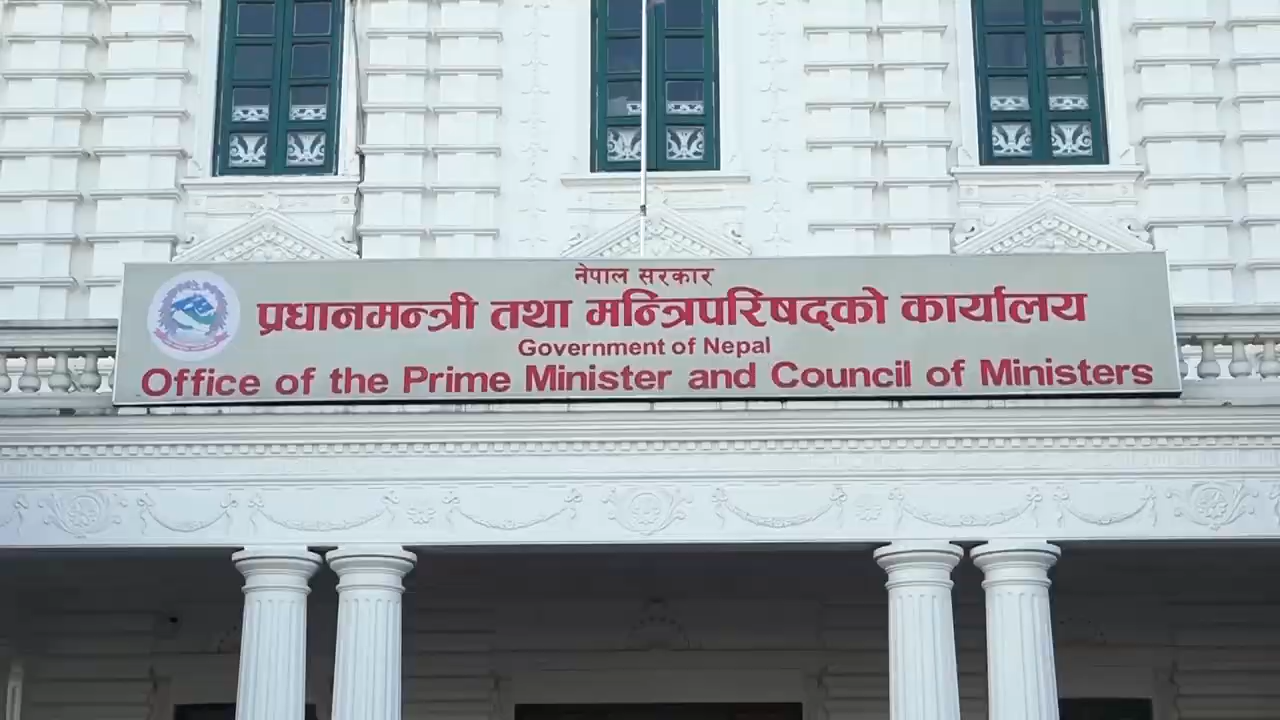 नेपाल सरकार
प्रधानमन्त्री तथा मन्त्रिपरिषद्को कार्यालय
Government of Nepal
Office of the Prime Minister and Council of Ministers